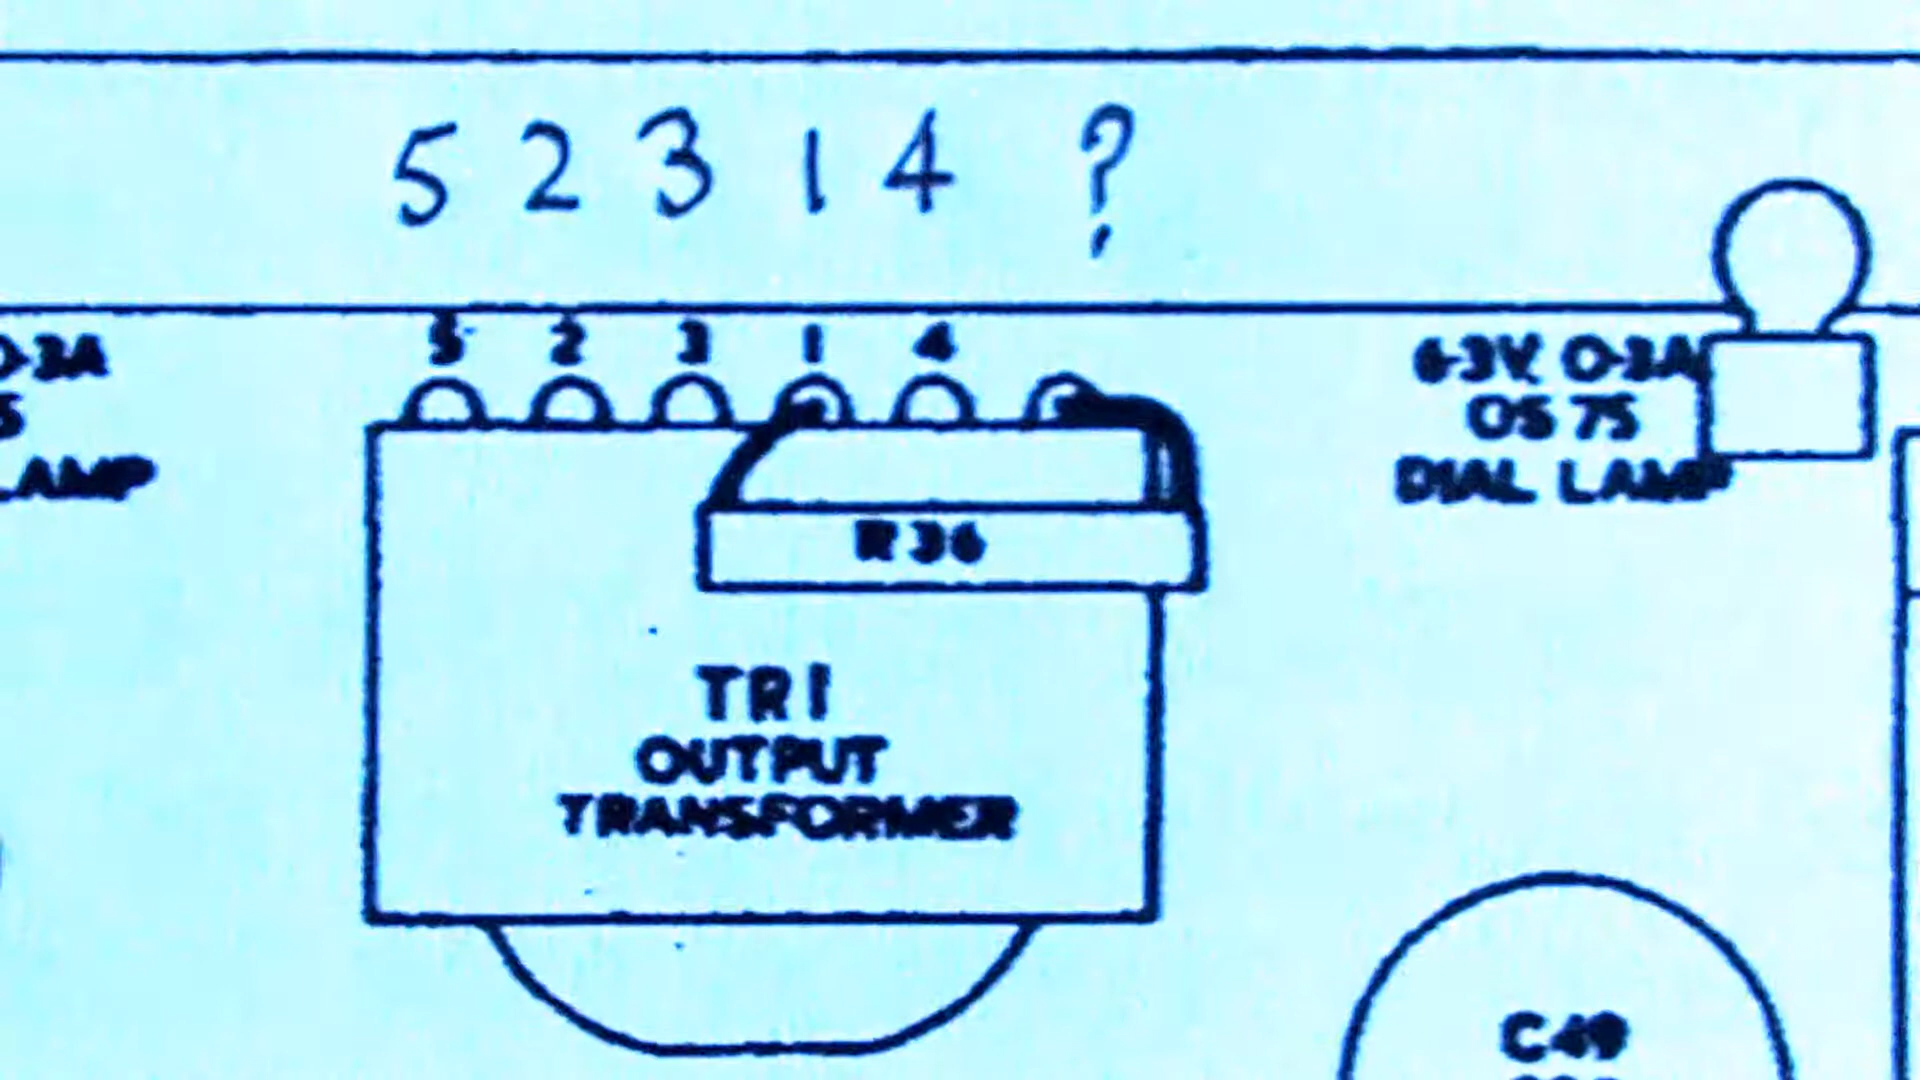 5 2 3 1 4 ?
5 2 3 1 4
0·3A
6·3V. 0·3A
OS 75
DIAL LAMP
AMP
R36
TR1
OUTPUT
TRANSFORMER
C49